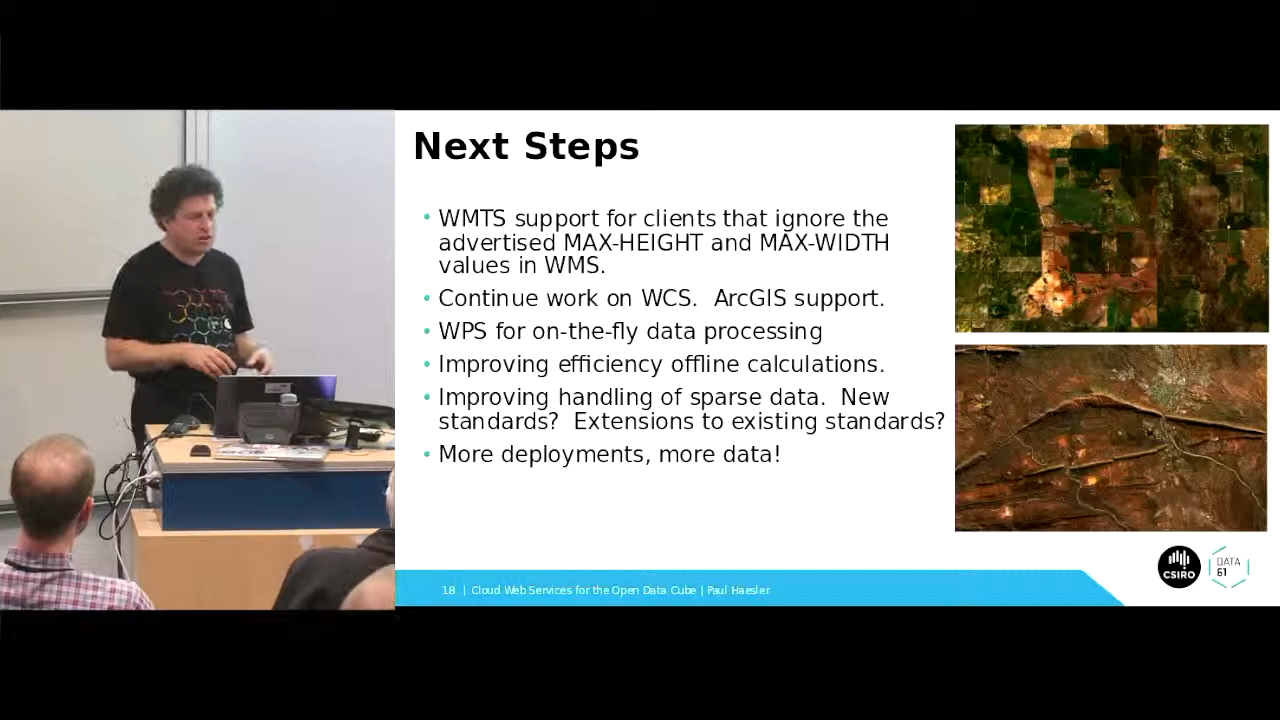 Next Steps
• WMTS support for clients that ignore the
advertised MAX-HEIGHT and MAX-WIDTH
values in WMS.
• Continue work on WCS.  ArcGIS support.
• WPS for on-the-fly data processing
• Improving efficiency offline calculations.
• Improving handling of sparse data.  New
standards?  Extensions to existing standards?
• More deployments, more data!
CSIRO
DATA
61
18 | Cloud Web Services for the Open Data Cube | Paul Haesler